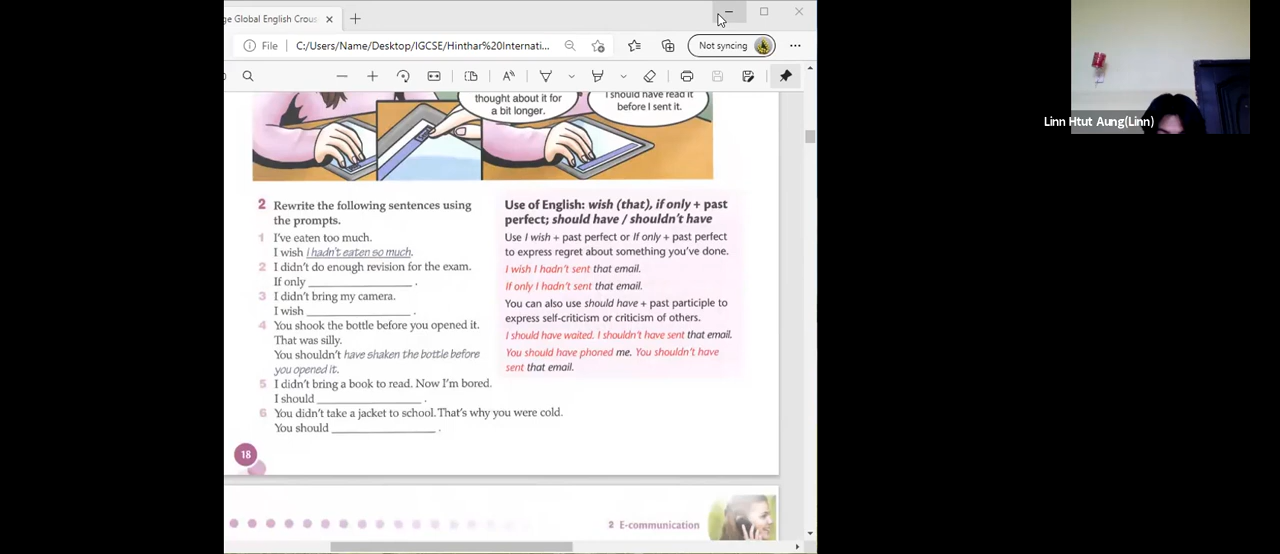 ge Global English Crous
File
C:/Users/Name/Desktop/IGCSE/Hinthar%20Internati...
Not syncing
thought about it for
a bit longer.
I should have read it
before I sent it.
2 Rewrite the following sentences using
the prompts.
1 I've eaten too much.
I wish I hadn't eaten so much.
2 I didn't do enough revision for the exam.
If only ____________ .
3 I didn't bring my camera.
I wish ____________ .
4 You shook the bottle before you opened it.
That was silly.
You shouldn't have shaken the bottle before
you opened it.
5 I didn't bring a book to read. Now I'm bored.
I should ____________ .
6 You didn't take a jacket to school. That's why you were cold.
You should ____________ .
Use of English: wish (that), if only + past
perfect; should have / shouldn't have
Use I wish + past perfect or If only + past perfect
to express regret about something you've done.
I wish I hadn't sent that email.
If only I hadn't sent that email.
You can also use should have + past participle to
express self-criticism or criticism of others.
I should have waited. I shouldn't have sent that email.
You should have phoned me. You shouldn't have
sent that email.
18
2 E-communication
Linn Htut Aung(Linn)